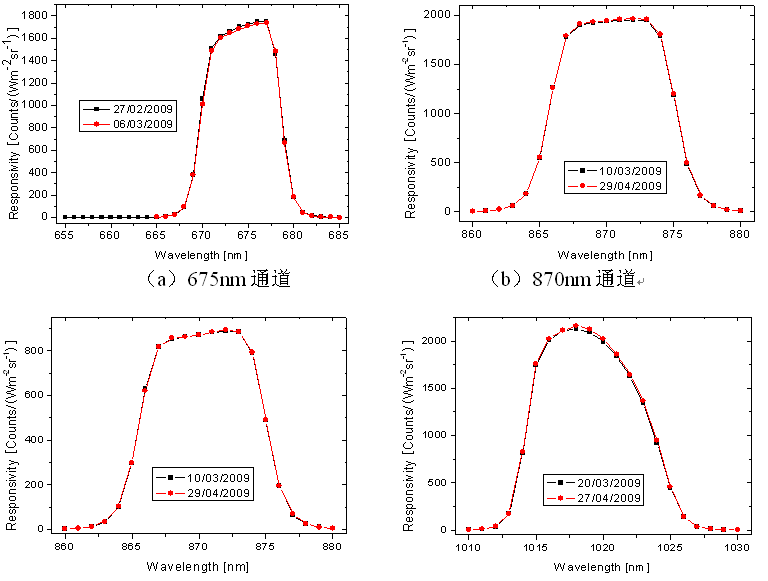 Responsivity [Counts/(Wm-2sr-1)]
1800
1600
1400
1200
1000
800
600
400
200
0
27/02/2009
06/03/2009
655 660 665 670 675 680 685
Wavelength [nm]
(a)675nm 通道
Responsivity [Counts/(Wm-2sr-1)]
2000
1500
1000
500
0
10/03/2009
29/04/2009
860 865 870 875 880
Wavelength [nm]
(b)870nm 通道↵
Responsivity [Counts/(Wm-2sr-1)]
800
600
400
200
0
10/03/2009
29/04/2009
860 865 870 875 880
Wavelength [nm]
Responsivity [Counts/(Wm-2sr-1)]
2000
1500
1000
500
0
20/03/2009
27/04/2009
1010 1015 1020 1025 1030
Wavelength [nm]